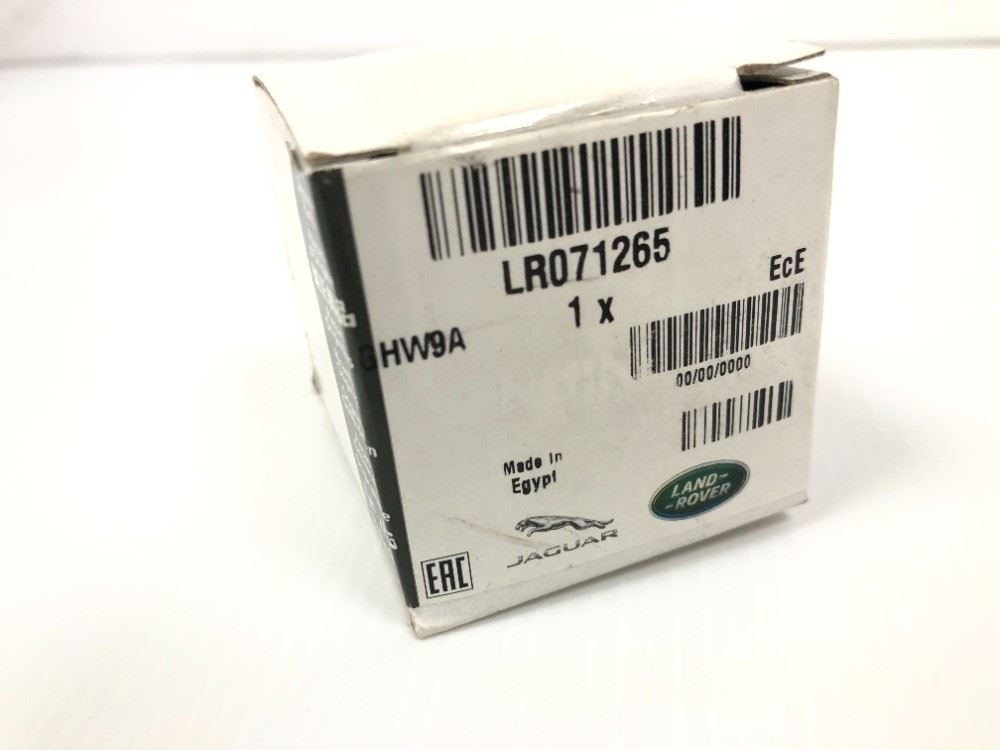 LR071265
1 x
EcE
GHW9A
00/00/0000
Made in
Egypt
LAND-
-ROVER
JAGUAR
EAC